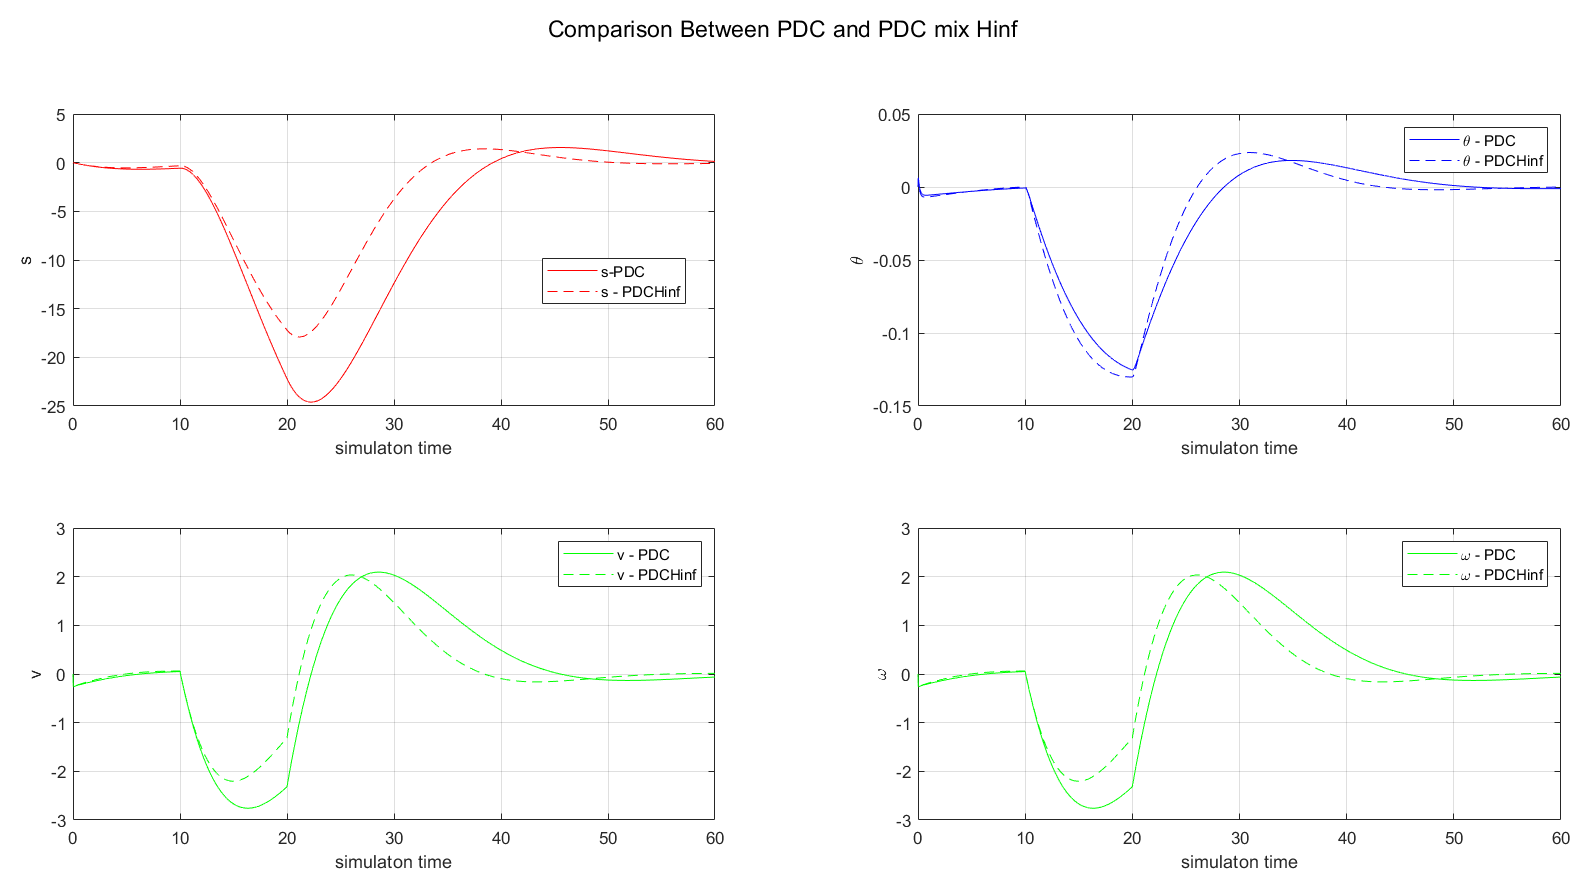 Comparison Between PDC and PDC mix Hinf
5
0
-5
-10
-15
-20
-25
s
0 10 20 30 40 50 60
simulaton time
s-PDC
s - PDCHinf
0.05
0
-0.05
-0.1
-0.15
θ
0 10 20 30 40 50 60
simulaton time
θ - PDC
θ - PDCHinf
3
2
1
0
-1
-2
-3
v
0 10 20 30 40 50 60
simulaton time
v - PDC
v - PDCHinf
3
2
1
0
-1
-2
-3
ω
0 10 20 30 40 50 60
simulaton time
ω - PDC
ω - PDCHinf